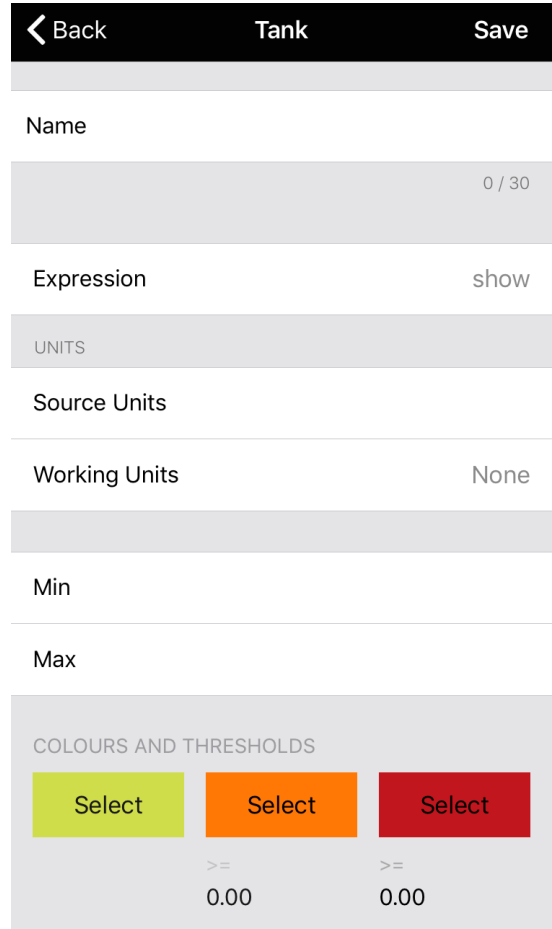 Back Tank Save
Name
0 / 30
Expression show
UNITS
Source Units
Working Units None
Min
Max
COLOURS AND THRESHOLDS
Select Select Select
>= >=
0.00 0.00